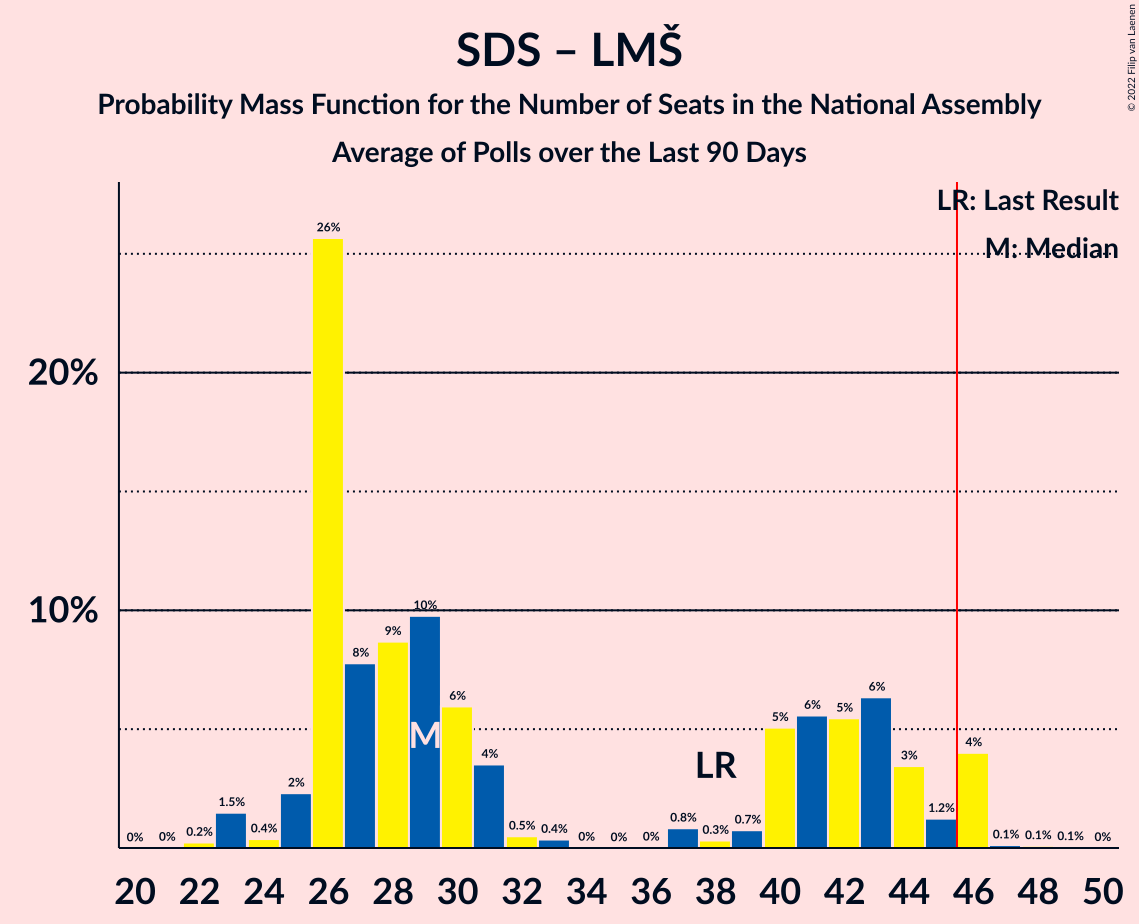 SDS – LMŠ
Probability Mass Function for the Number of Seats in the National Assembly
Average of Polls over the Last 90 Days
© 2022 Filip van Laenen
LR: Last Result
M: Median
20%
10%
0% 0% 0.2% 1.5% 0.4% 2% 26% 8% 9% 10% 6% 4% 0.5% 0.4% 0% 0% 0% 0.8% 0.3% 0.7% 5% 6% 5% 6% 3% 1.2% 4% 0.1% 0.1% 0.1% 0%
M
LR
20 22 24 26 28 30 32 34 36 38 40 42 44 46 48 50